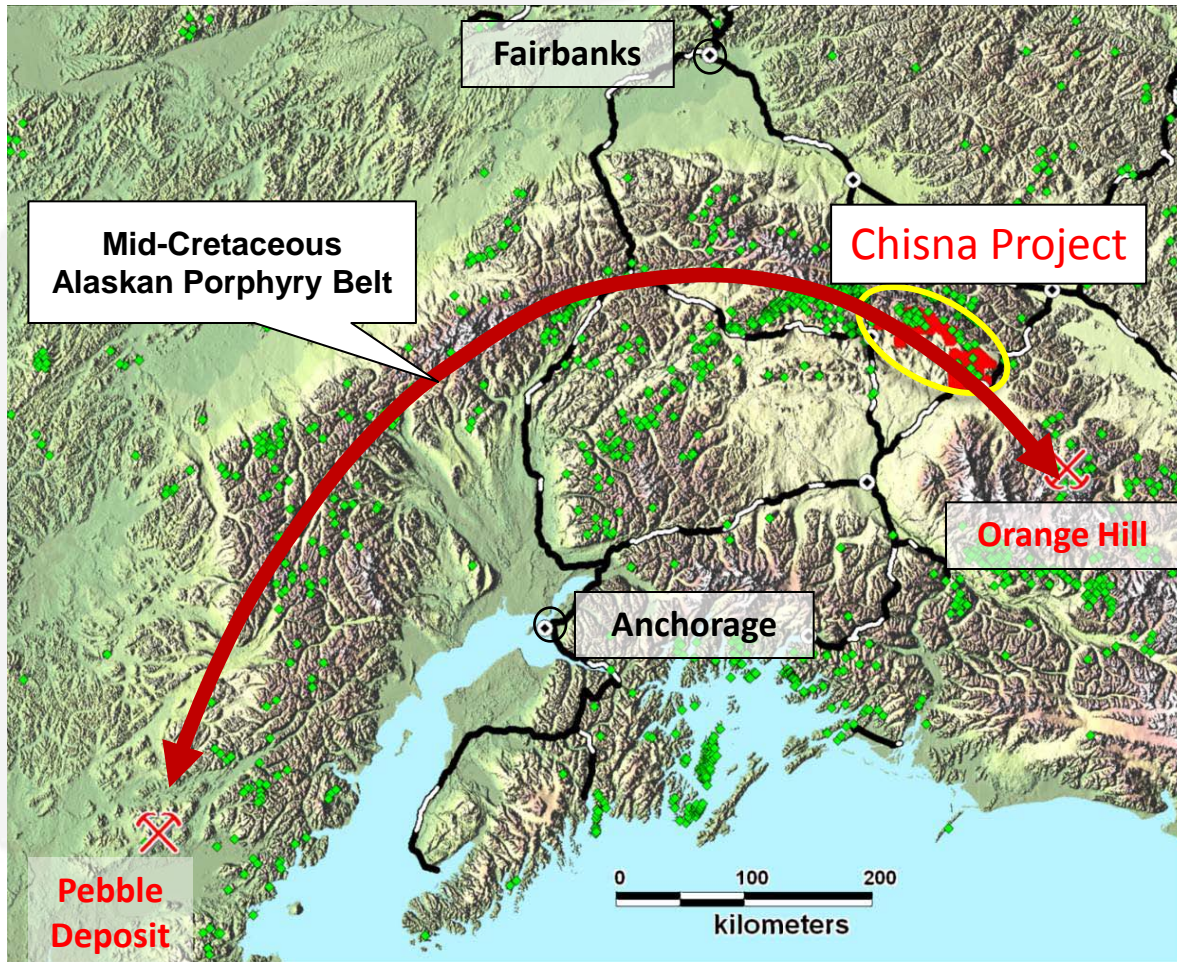 Fairbanks
Mid-Cretaceous
Alaskan Porphyry Belt
Chisna Project
Orange Hill
Anchorage
Pebble
Deposit
0 100 200
kilometers